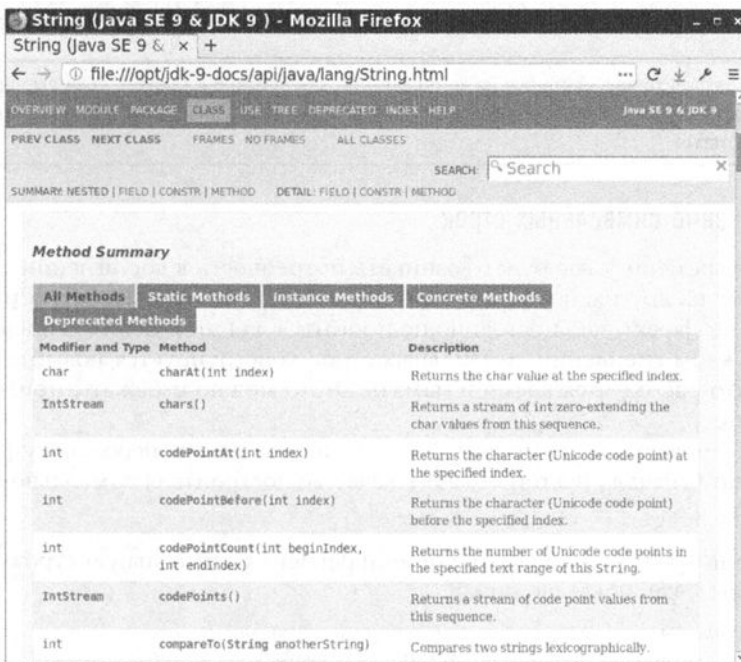 String (Java SE 9 & JDK 9 ) - Mozilla Firefox
String (Java SE 9 & × +
file:///opt/jdk-9-docs/api/java/lang/String.html
OVERVIEW MODULE PACKAGE CLASS USE TREE DEPRECATED INDEX HELP
Java SE 9 & JDK 9
PREV CLASS NEXT CLASS FRAMES NO FRAMES ALL CLASSES
SEARCH: Search
SUMMARY: NESTED | FIELD | CONSTR | METHOD DETAIL: FIELD | CONSTR | METHOD
Method Summary
All Methods Static Methods Instance Methods Concrete Methods
Deprecated Methods
Modifier and Type Method Description
char charAt(int index) Returns the char value at the specified index.
IntStream chars() Returns a stream of int zero-extending the
char values from this sequence.
int codePointAt(int index) Returns the character (Unicode code point) at
the specified index.
int codePointBefore(int index) Returns the character (Unicode code point)
before the specified index.
int codePointCount(int beginIndex, Returns the number of Unicode code points in
int endIndex) the specified text range of this String.
IntStream codePoints() Returns a stream of code point values from
this sequence.
int compareTo(String anotherString) Compares two strings lexicographically.